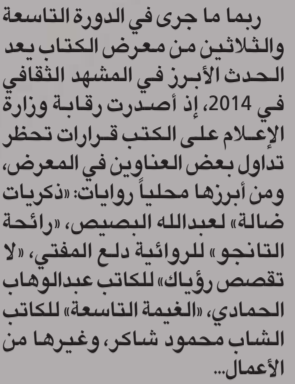 ربما ما جرى في الدورة التاسعة
والثلاثين من معرض الكتاب يعد
الحدث الأبرز في المشهد الثقافي
في 2014، إذ أصدرت رقابة وزارة
الإعلام على الكتب قرارات تحظر
تداول بعض العناوين في المعرض،
ومن أبرزها محلياً روايات: «ذكريات
ضالة» لعبدالله البصيص، «رائحة
التانجو» للروائية دلع المفتي، «لا
تقصص رؤياك» للكاتب عبدالوهاب
الحمادي، «الغيمة التاسعة» للكاتب
الشاب محمود شاكر، وغيرها من
الأعمال...